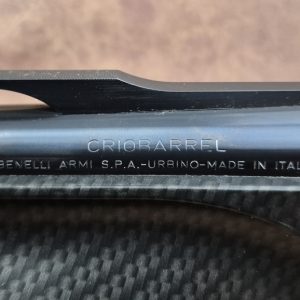 CRIOBARREL
BENELLI ARMI S.P.A.-URBINO-MADE IN ITAL